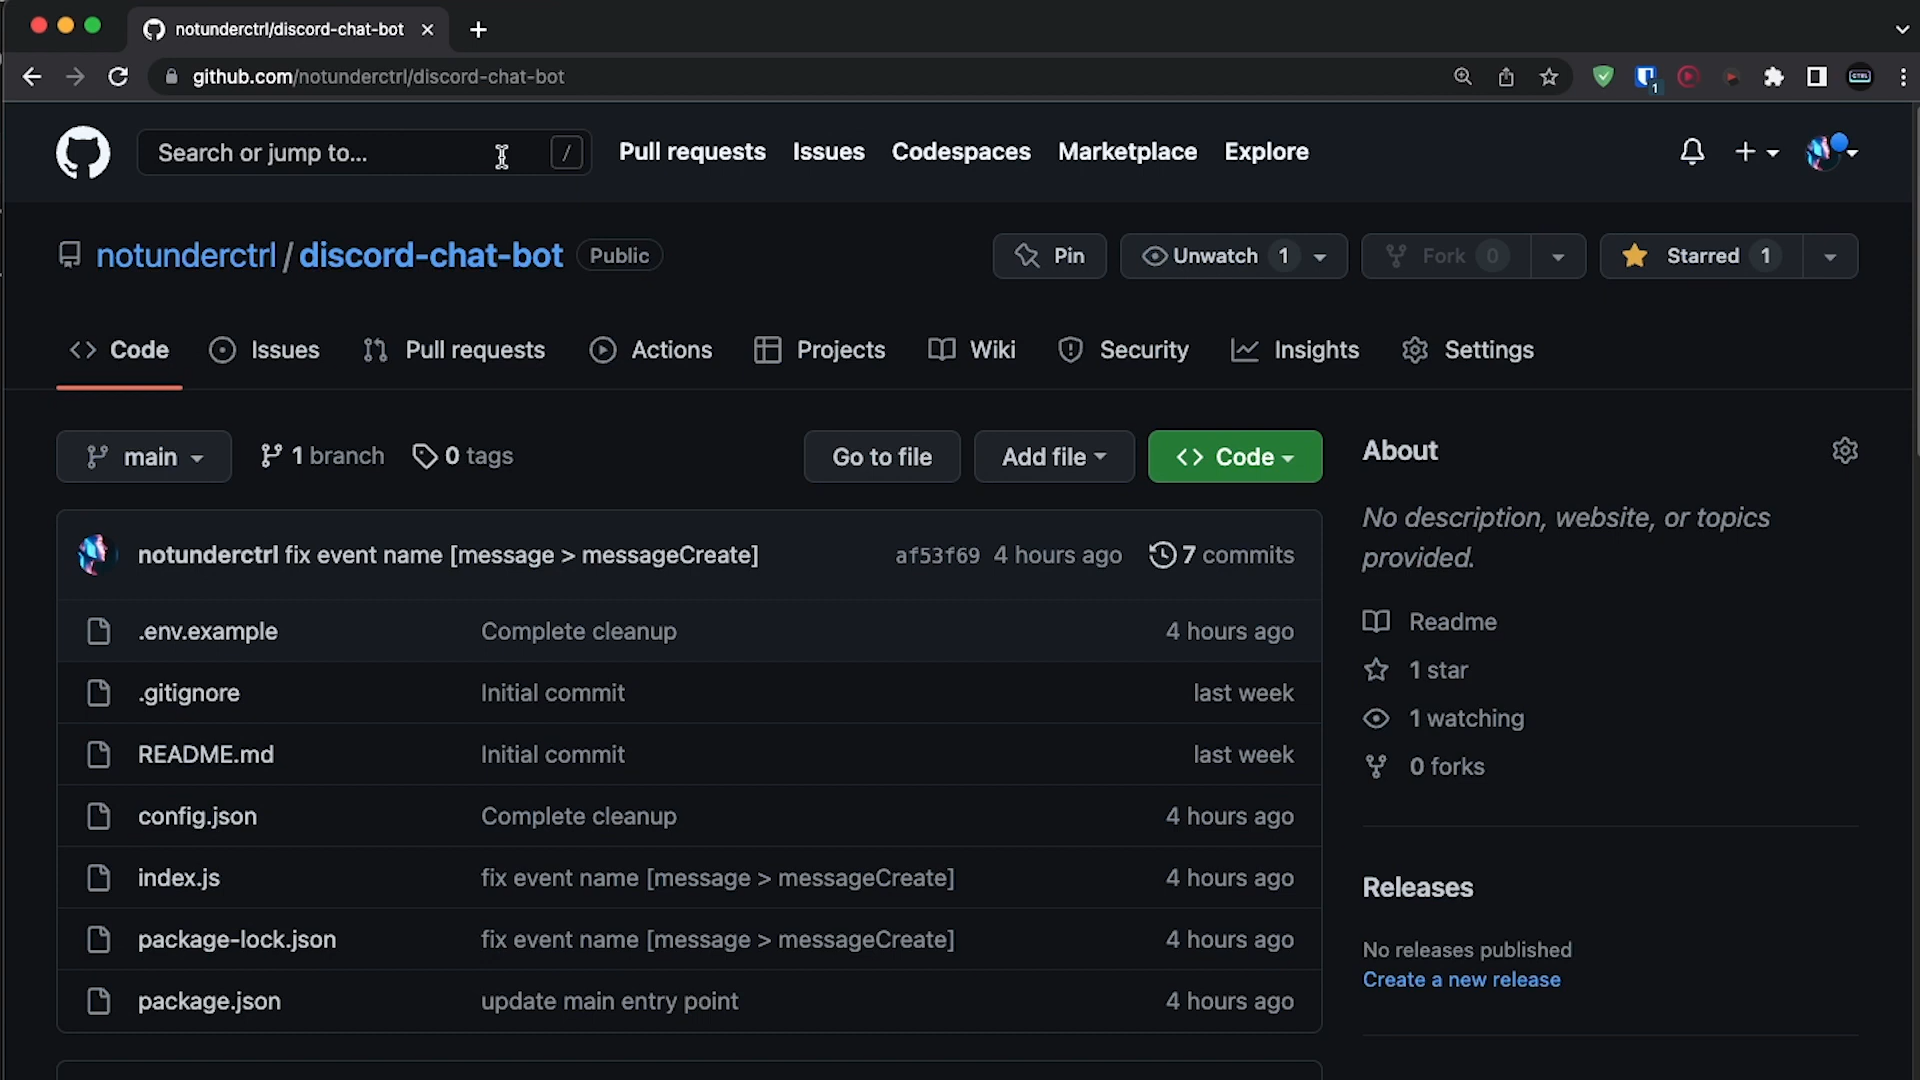 notunderctrl/discord-chat-bot
github.com/notunderctrl/discord-chat-bot
1
CTRL
Search or jump to...
/
Pull requests
Issues
Codespaces
Marketplace
Explore
notunderctrl / discord-chat-bot
Public
Pin
Unwatch 1
Fork 0
Starred 1
Code
Issues
Pull requests
Actions
Projects
Wiki
Security
Insights
Settings
main
1 branch
0 tags
Go to file
Add file
Code
notunderctrl fix event name [message > messageCreate]
af53f69 4 hours ago
7 commits
.env.example Complete cleanup 4 hours ago
.gitignore Initial commit last week
README.md Initial commit last week
config.json Complete cleanup 4 hours ago
index.js fix event name [message > messageCreate] 4 hours ago
package-lock.json fix event name [message > messageCreate] 4 hours ago
package.json update main entry point 4 hours ago
About
No description, website, or topics
provided.
Readme
1 star
1 watching
0 forks
Releases
No releases published
Create a new release